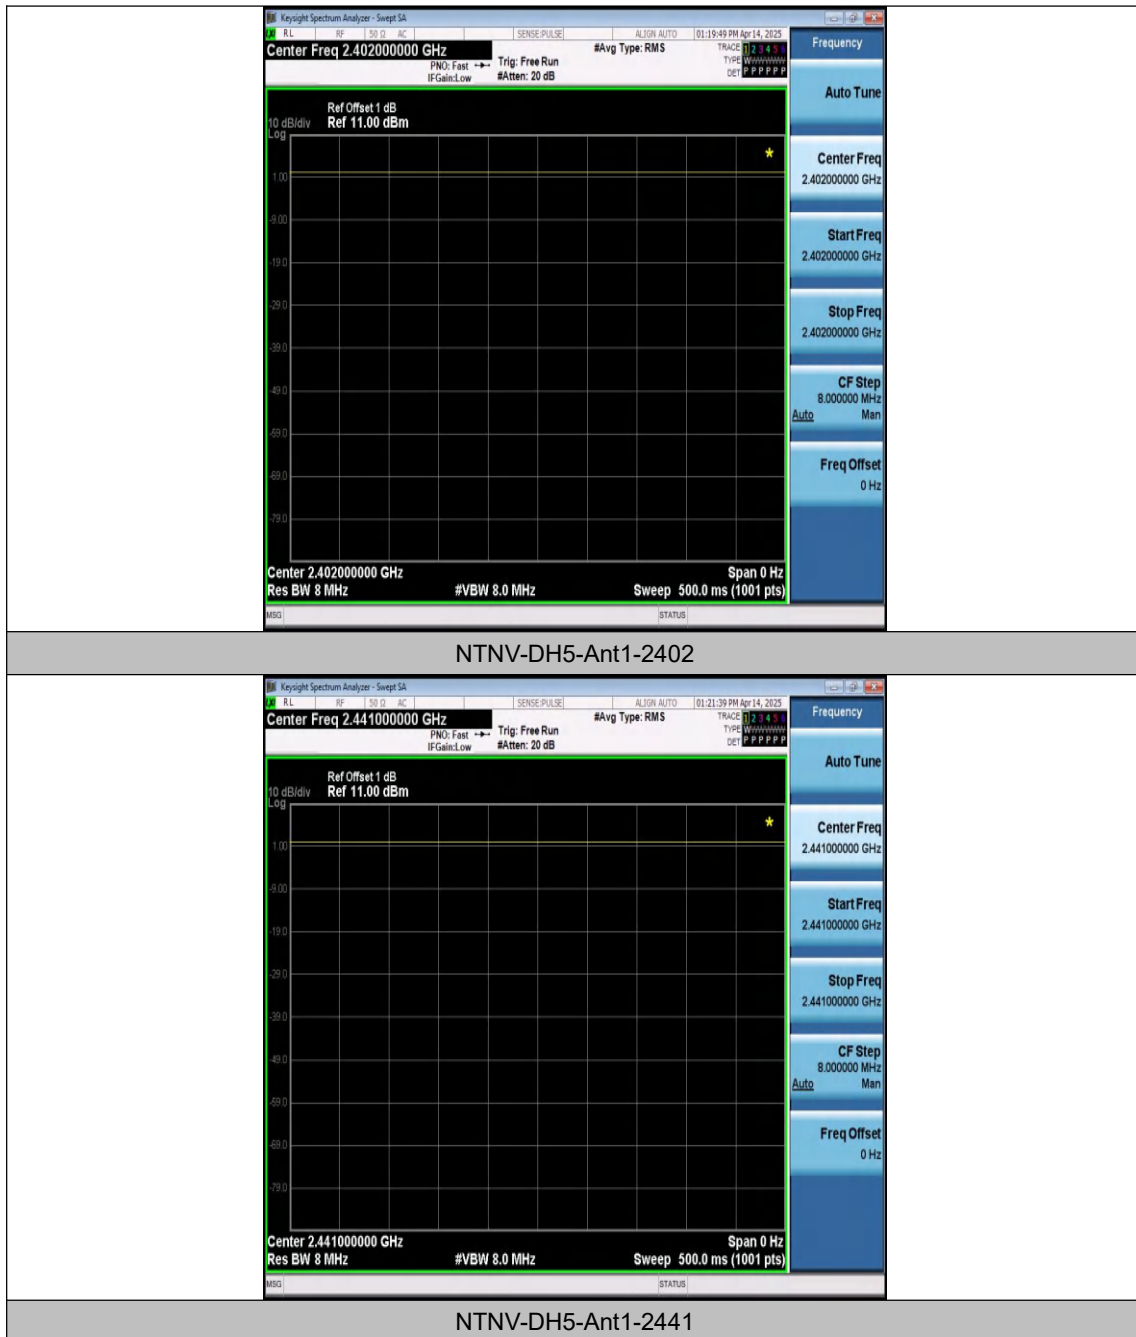 Keysight Spectrum Analyzer - Swept SA
RL RF 50 Ω AC SENSE:PULSE ALIGN AUTO 01:19:49 PM Apr 14, 2025
Center Freq 2.402000000 GHz #Avg Type: RMS TRACE 1 2 3 4 5 6
PNO: Fast Trig: Free Run TYPE
IFGain:Low #Atten: 20 dB DET P P P P P P
Ref Offset 1 dB
10 dB/div Ref 11.00 dBm
Log
*
1.00
-9.00
-19.0
-29.0
-39.0
-49.0
-59.0
-69.0
-79.0
Center 2.402000000 GHz Span 0 Hz
Res BW 8 MHz #VBW 8.0 MHz Sweep 500.0 ms (1001 pts)
MSG STATUS
Frequency
Auto Tune
Center Freq
2.402000000 GHz
Start Freq
2.402000000 GHz
Stop Freq
2.402000000 GHz
CF Step
8.000000 MHz
Auto Man
Freq Offset
0 Hz
NTNV-DH5-Ant1-2402
Keysight Spectrum Analyzer - Swept SA
RL RF 50 Ω AC SENSE:PULSE ALIGN AUTO 01:21:39 PM Apr 14, 2025
Center Freq 2.441000000 GHz #Avg Type: RMS TRACE 1 2 3 4 5 6
PNO: Fast Trig: Free Run TYPE
IFGain:Low #Atten: 20 dB DET P P P P P P
Ref Offset 1 dB
10 dB/div Ref 11.00 dBm
Log
*
1.00
-9.00
-19.0
-29.0
-39.0
-49.0
-59.0
-69.0
-79.0
Center 2.441000000 GHz Span 0 Hz
Res BW 8 MHz #VBW 8.0 MHz Sweep 500.0 ms (1001 pts)
MSG STATUS
Frequency
Auto Tune
Center Freq
2.441000000 GHz
Start Freq
2.441000000 GHz
Stop Freq
2.441000000 GHz
CF Step
8.000000 MHz
Auto Man
Freq Offset
0 Hz
NTNV-DH5-Ant1-2441